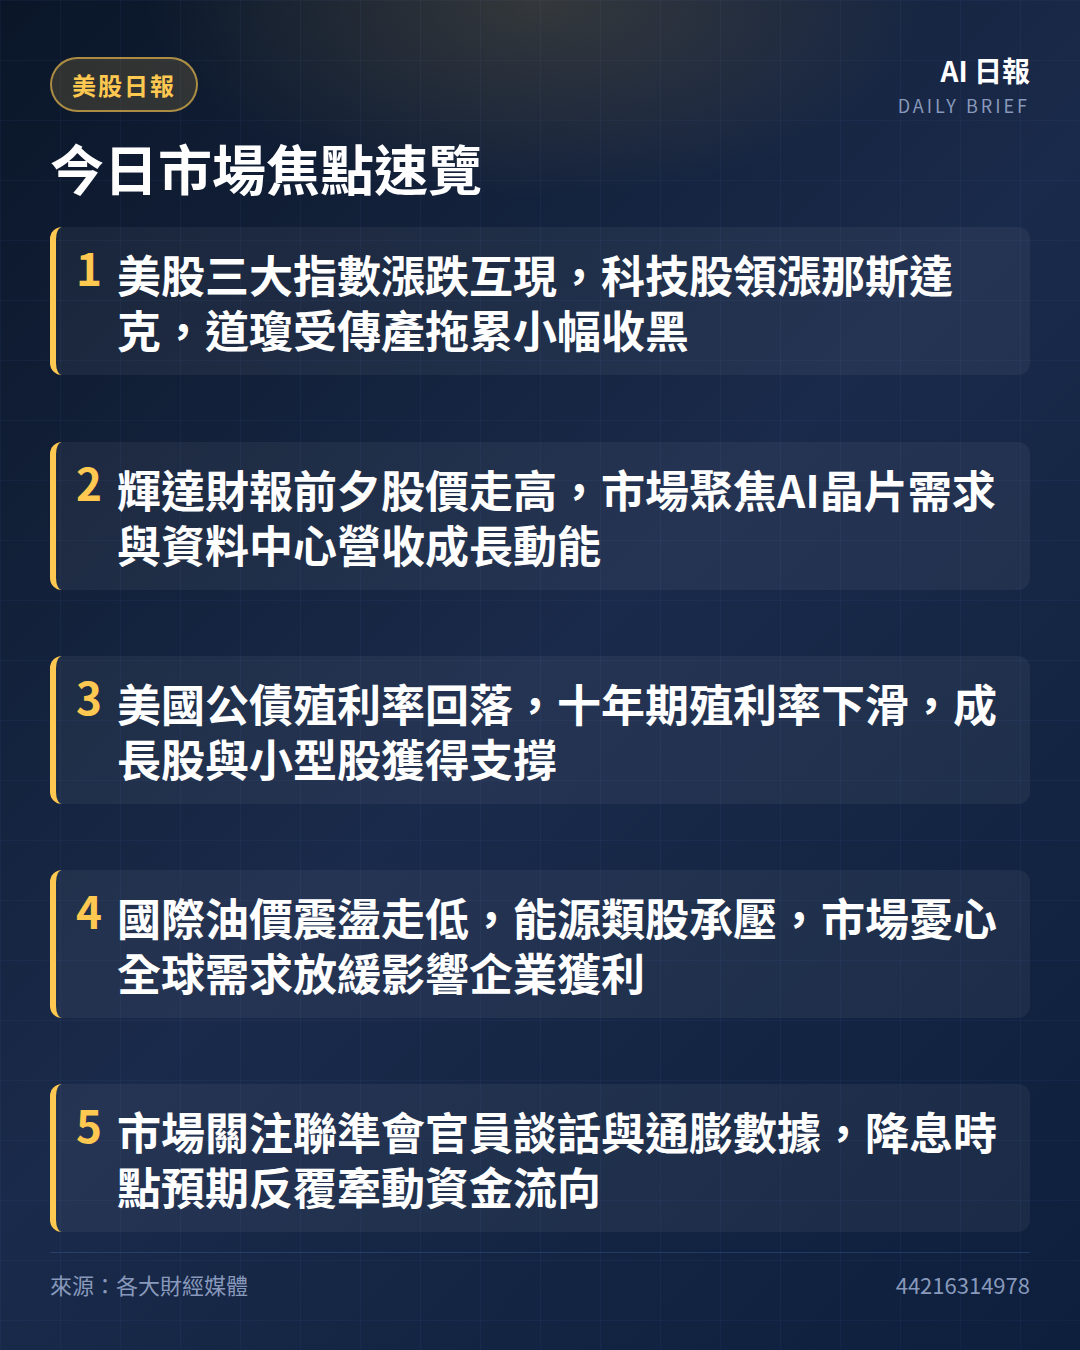 美股日報
AI 日報
DAILY BRIEF
今日市場焦點速覽
1 美股三大指數漲跌互現，科技股領漲那斯達
克，道瓊受傳產拖累小幅收黑
2 輝達財報前夕股價走高，市場聚焦AI晶片需求
與資料中心營收成長動能
3 美國公債殖利率回落，十年期殖利率下滑，成
長股與小型股獲得支撐
4 國際油價震盪走低，能源類股承壓，市場憂心
全球需求放緩影響企業獲利
5 市場關注聯準會官員談話與通膨數據，降息時
點預期反覆牽動資金流向
來源：各大財經媒體
44216314978